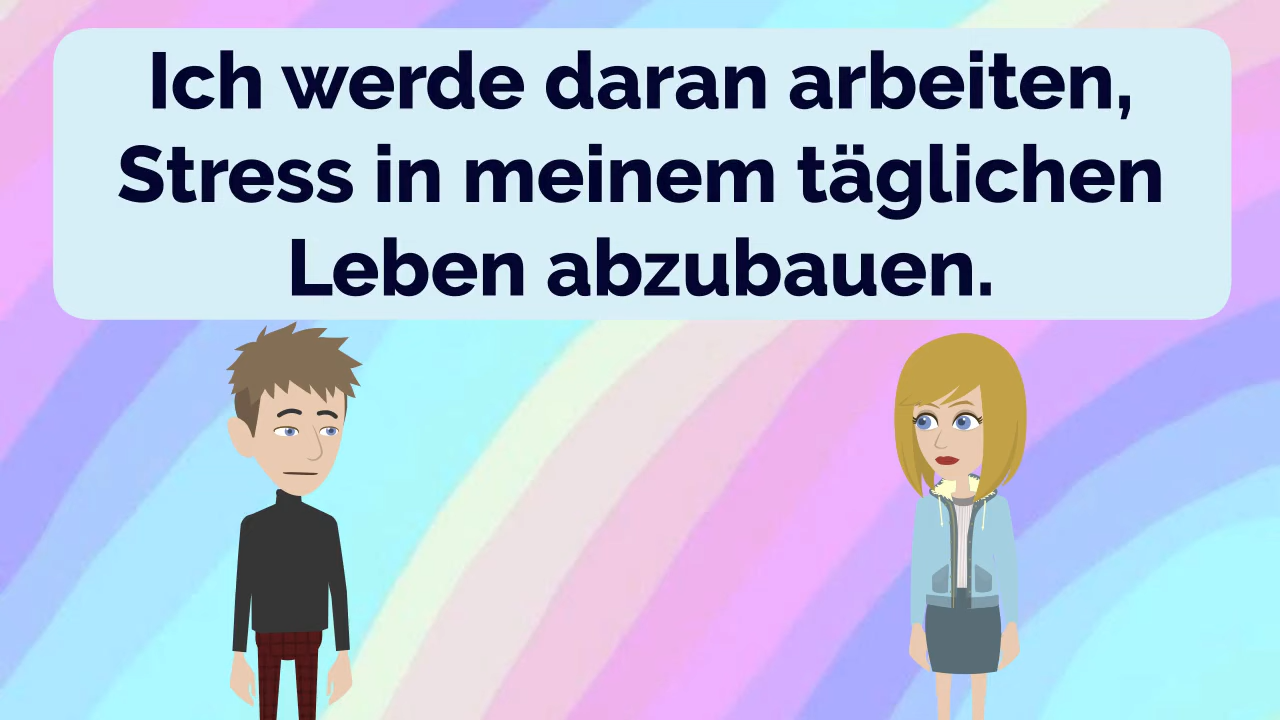 Ich werde daran arbeiten,
Stress in meinem täglichen
Leben abzubauen.